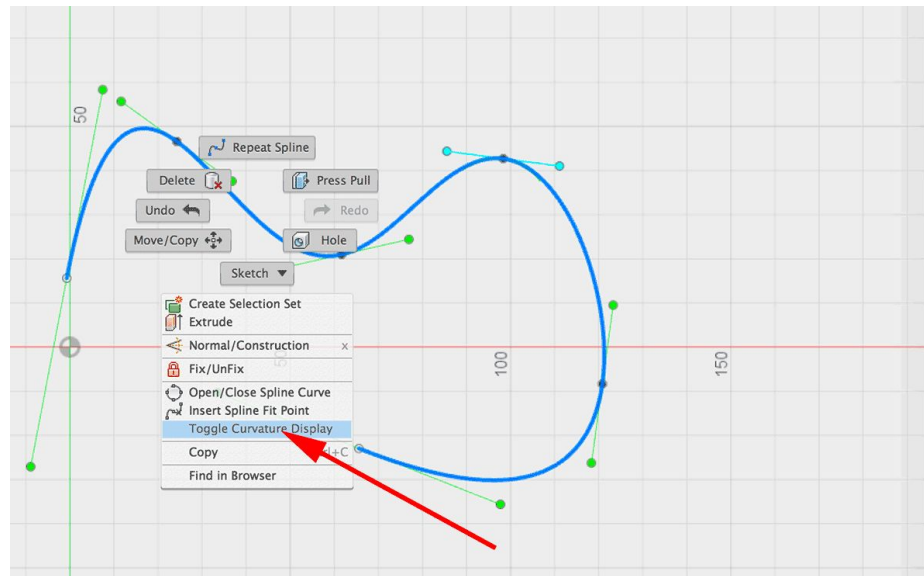 50
Repeat Spline
Delete
Press Pull
Undo
Redo
Move/Copy
Hole
Sketch
Create Selection Set
Extrude
Normal/Construction x
50
100
150
Fix/UnFix
Open/Close Spline Curve
Insert Spline Fit Point
Toggle Curvature Display
Copy
Find in Browser